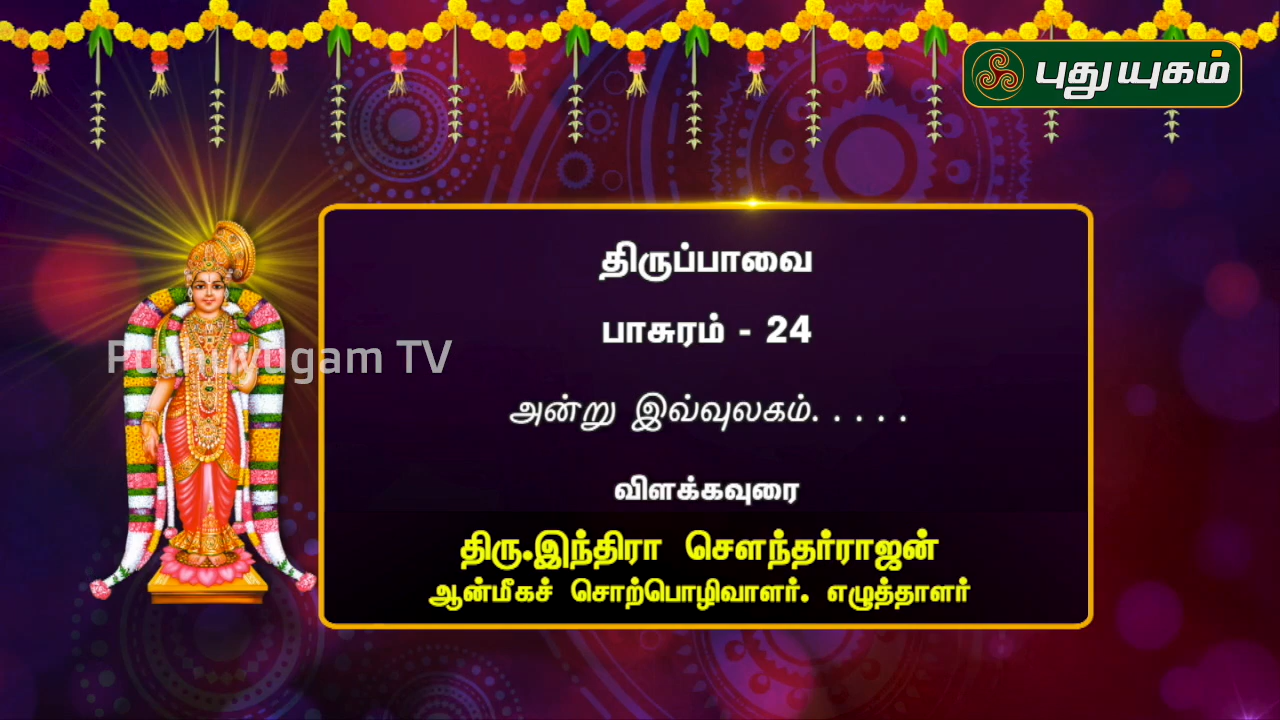 புதுயுகம்
திருப்பாவை
பாசுரம் - 24
Puthuyugam TV
அன்று இவ்வுலகம். . . . .
விளக்கவுரை
திரு.இந்திரா சௌந்தர்ராஜன்
ஆன்மீகச் சொற்பொழிவாளர். எழுத்தாளர்